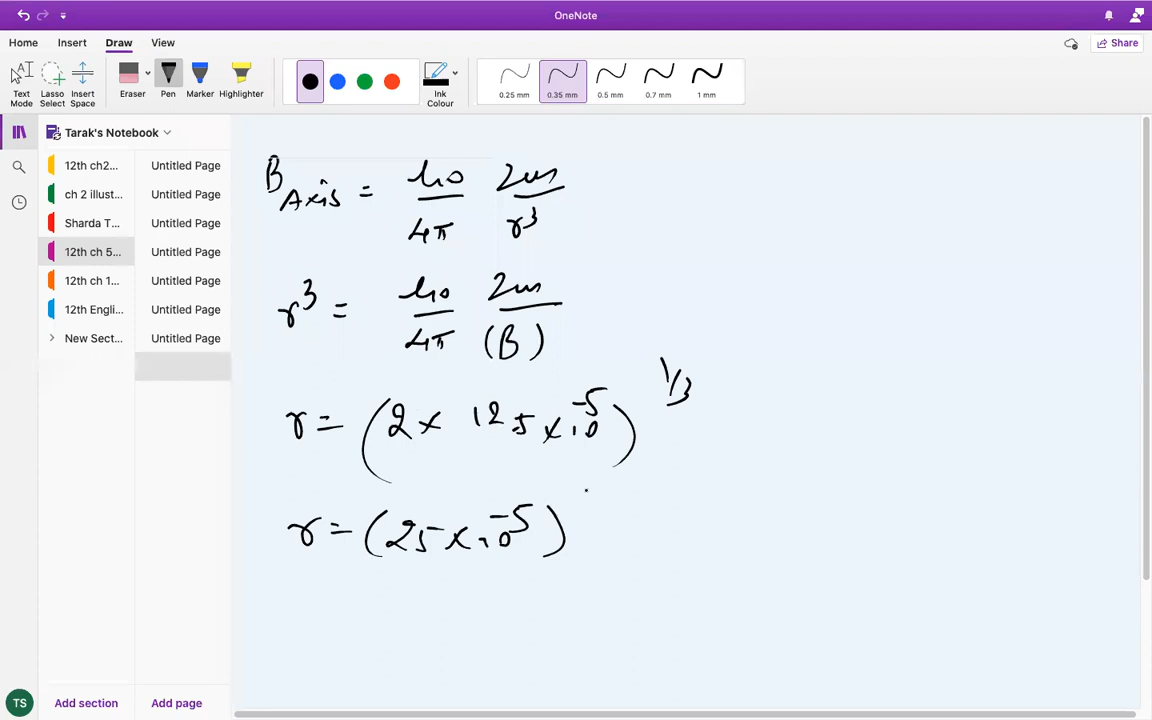 OneNote
Home Insert Draw View
Share
Text Mode
Lasso Select
Insert Space
Eraser
Pen
Marker
Highlighter
Ink Colour
0.25 mm
0.35 mm
0.5 mm
0.7 mm
1 mm
Tarak's Notebook
12th ch2... Untitled Page
ch 2 illust... Untitled Page
Sharda T... Untitled Page
12th ch 5... Untitled Page
12th ch 1... Untitled Page
12th Engli... Untitled Page
New Sect... Untitled Page
B Axis = μ0/4π 2m/r³
r³ = μ0/4π 2m/(B)
r = (2 × 12.5 × 10⁻⁵)^1/3
r = (25 × 10⁻⁵)
TS
Add section Add page